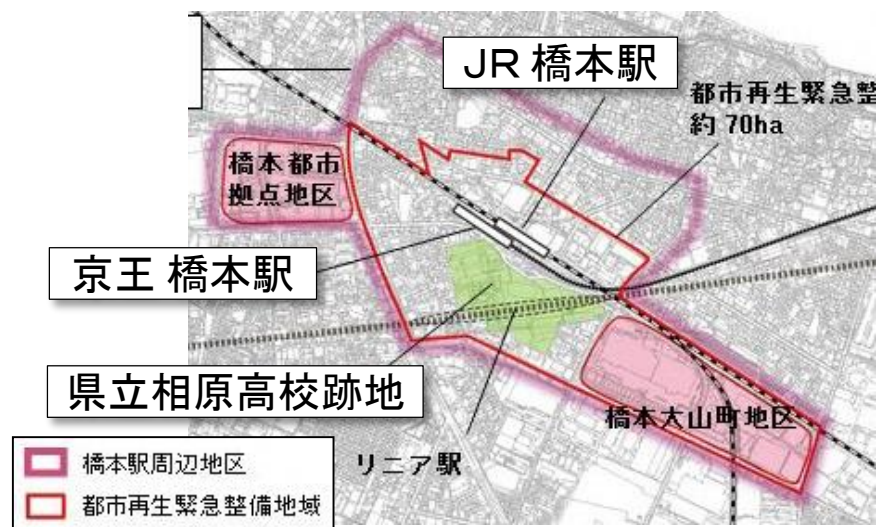 JR 橋本駅
都市再生緊急整
約 70ha
橋本都市
拠点地区
京王 橋本駅
県立相原高校跡地
橋本大山町地区
リニア駅
橋本駅周辺地区
都市再生緊急整備地域